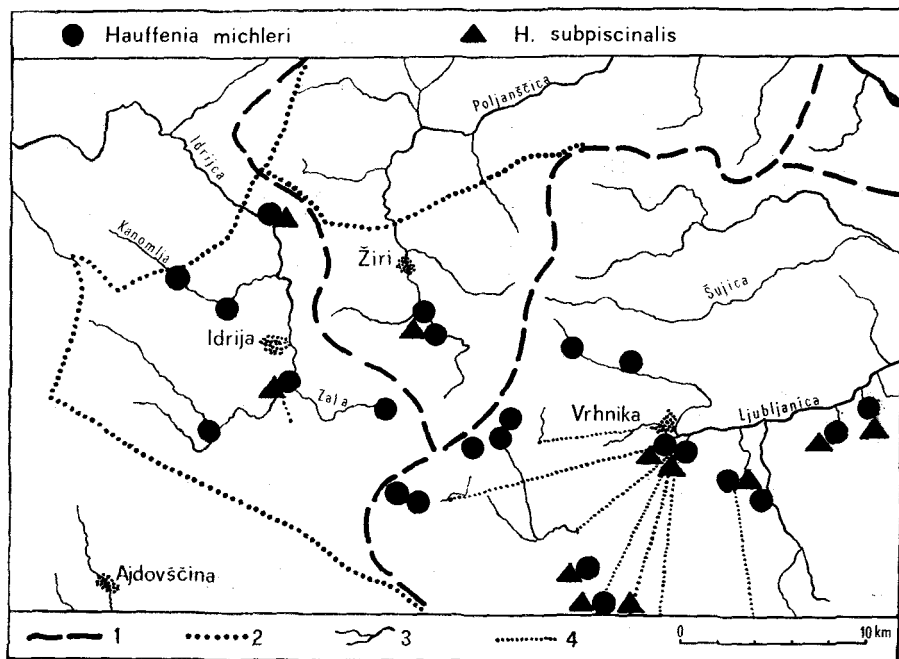 Hauffenia michleri H. subpiscinalis
Poljanščica
Idrijca
Kanomlja
Žiri
Šujica
Idrija
Zala
Vrhnika
Ljubljanica
Ajdovščina
1 2 3 4 0 10 km